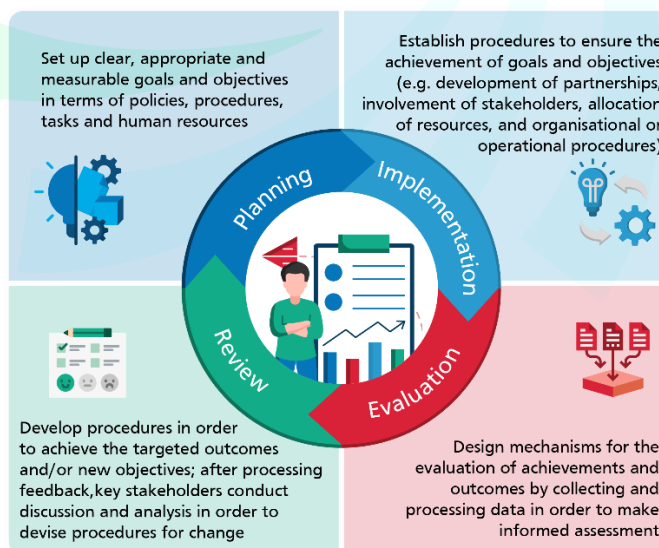 Set up clear, appropriate and
measurable goals and objectives
in terms of policies, procedures,
tasks and human resources
Establish procedures to ensure the
achievement of goals and objectives
(e.g. development of partnerships,
involvement of stakeholders, allocation
of resources, and organisational or
operational procedures)
Planning
Implementation
Review
Evaluation
Develop procedures in order
to achieve the targeted outcomes
and/or new objectives; after processing
feedback,key stakeholders conduct
discussion and analysis in order to
devise procedures for change
Design mechanisms for the
evaluation of achievements and
outcomes by collecting and
processing data in order to make
informed assessment